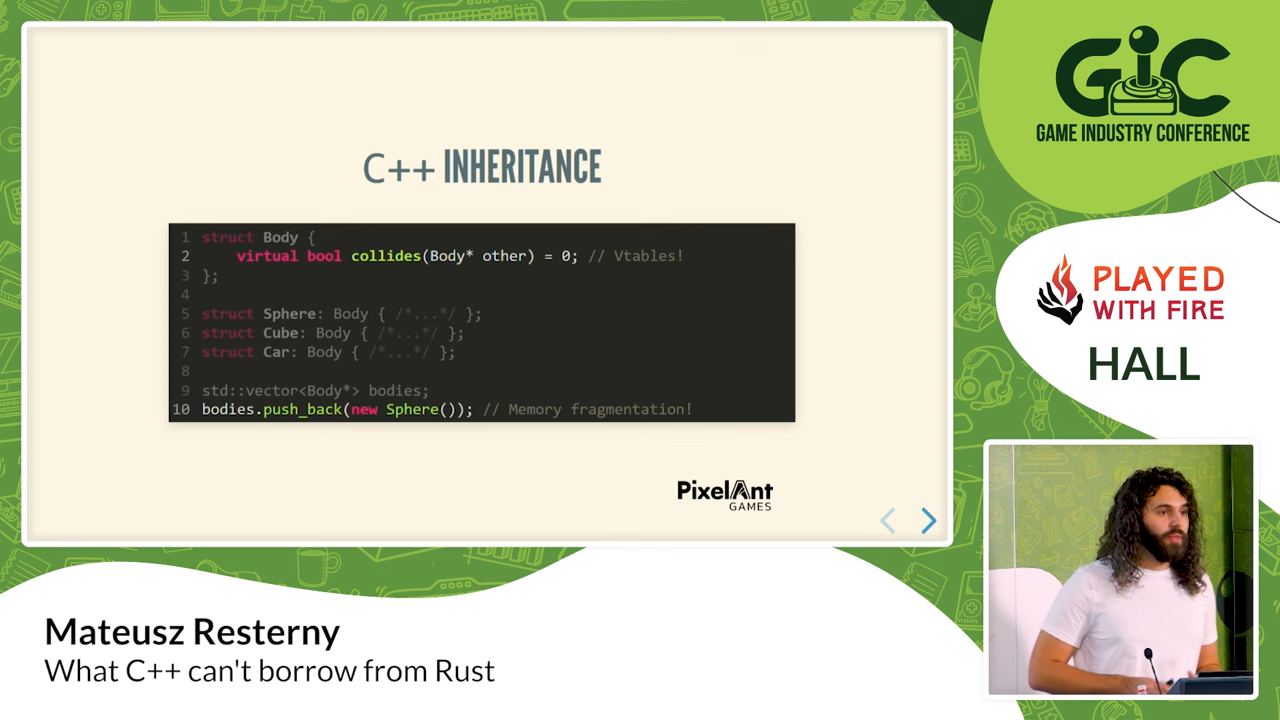 C++ INHERITANCE
1 struct Body {
2 virtual bool collides(Body* other) = 0; // Vtables!
3 };
4
5 struct Sphere: Body { /*...*/ };
6 struct Cube: Body { /*...*/ };
7 struct Car: Body { /*...*/ };
8
9 std::vector<Body*> bodies;
10 bodies.push_back(new Sphere()); // Memory fragmentation!
PixelAnt
GAMES
GiC
GAME INDUSTRY CONFERENCE
PLAYED
WITH FIRE
HALL
Mateusz Resterny
What C++ can't borrow from Rust